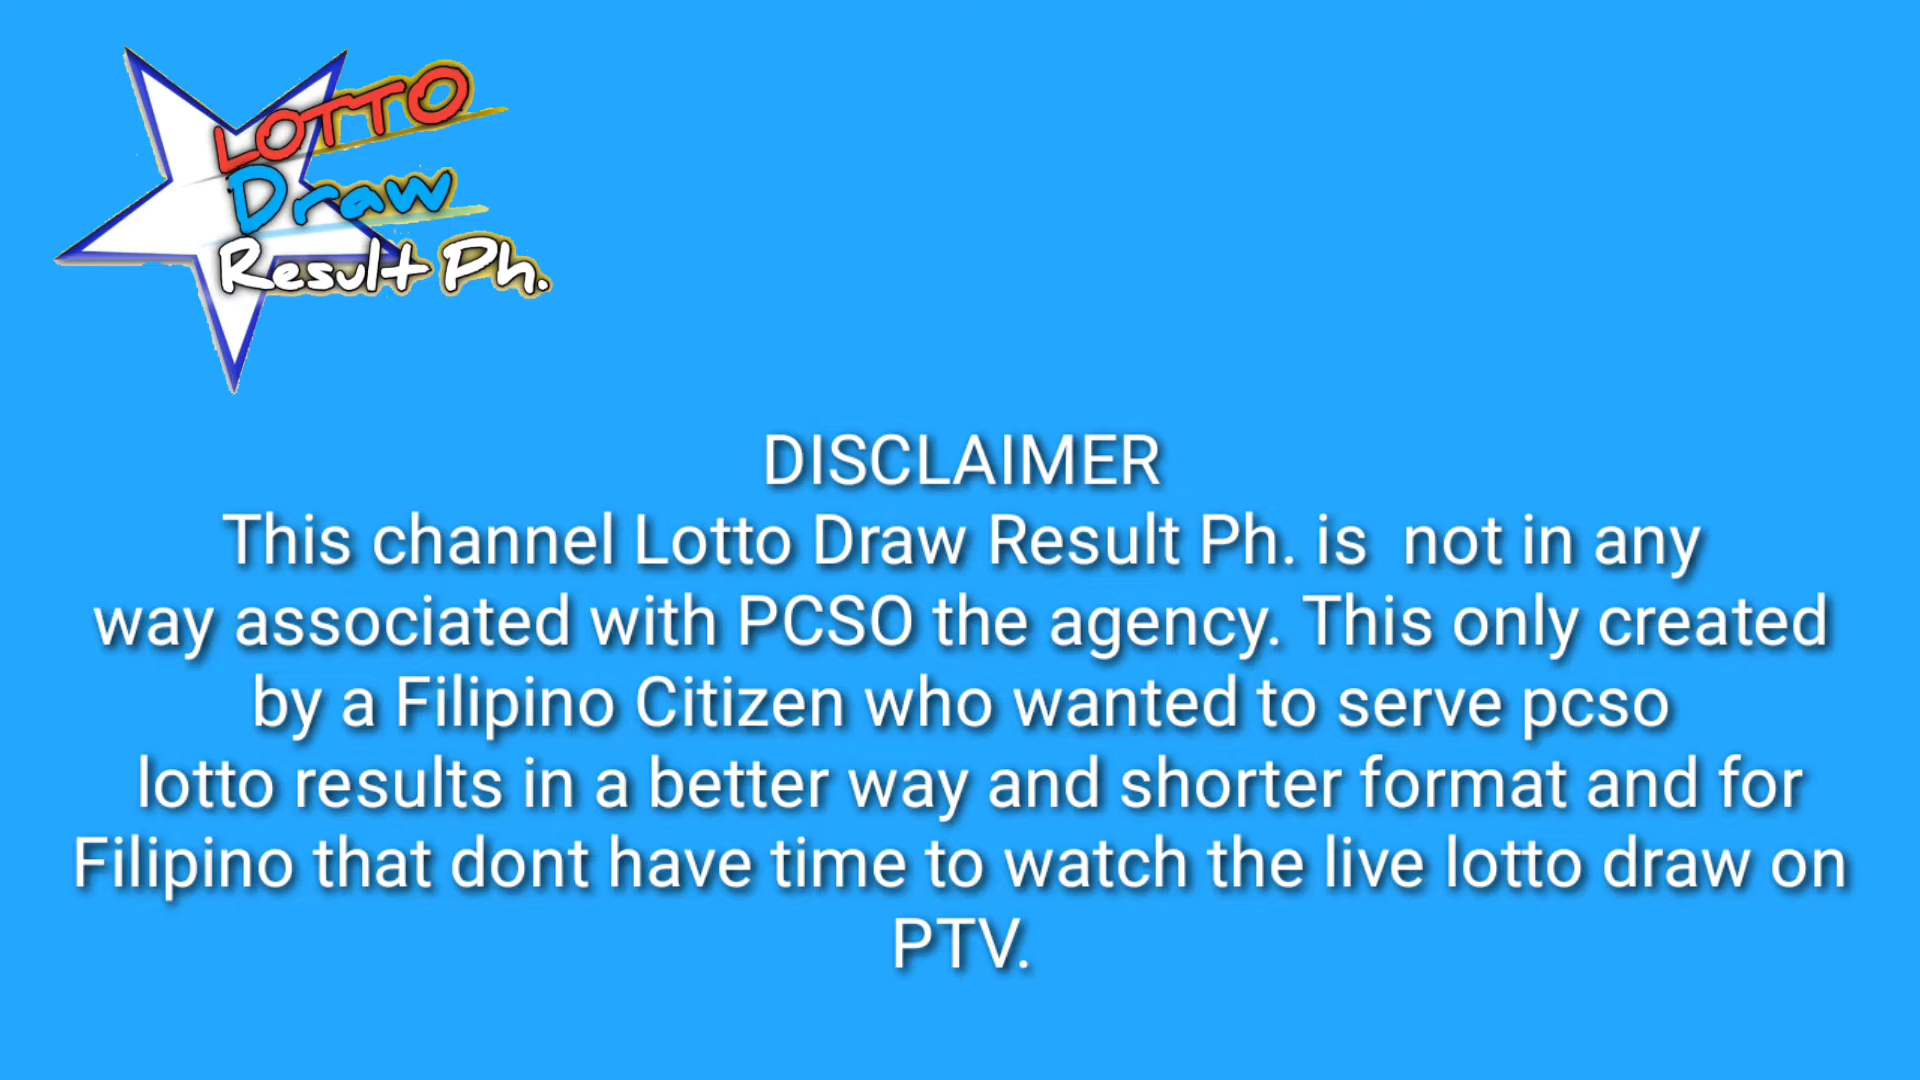 LOTTO
Draw
Result Ph.
DISCLAIMER
This channel Lotto Draw Result Ph. is  not in any
way associated with PCSO the agency. This only created
by a Filipino Citizen who wanted to serve pcso
lotto results in a better way and shorter format and for
Filipino that dont have time to watch the live lotto draw on
PTV.